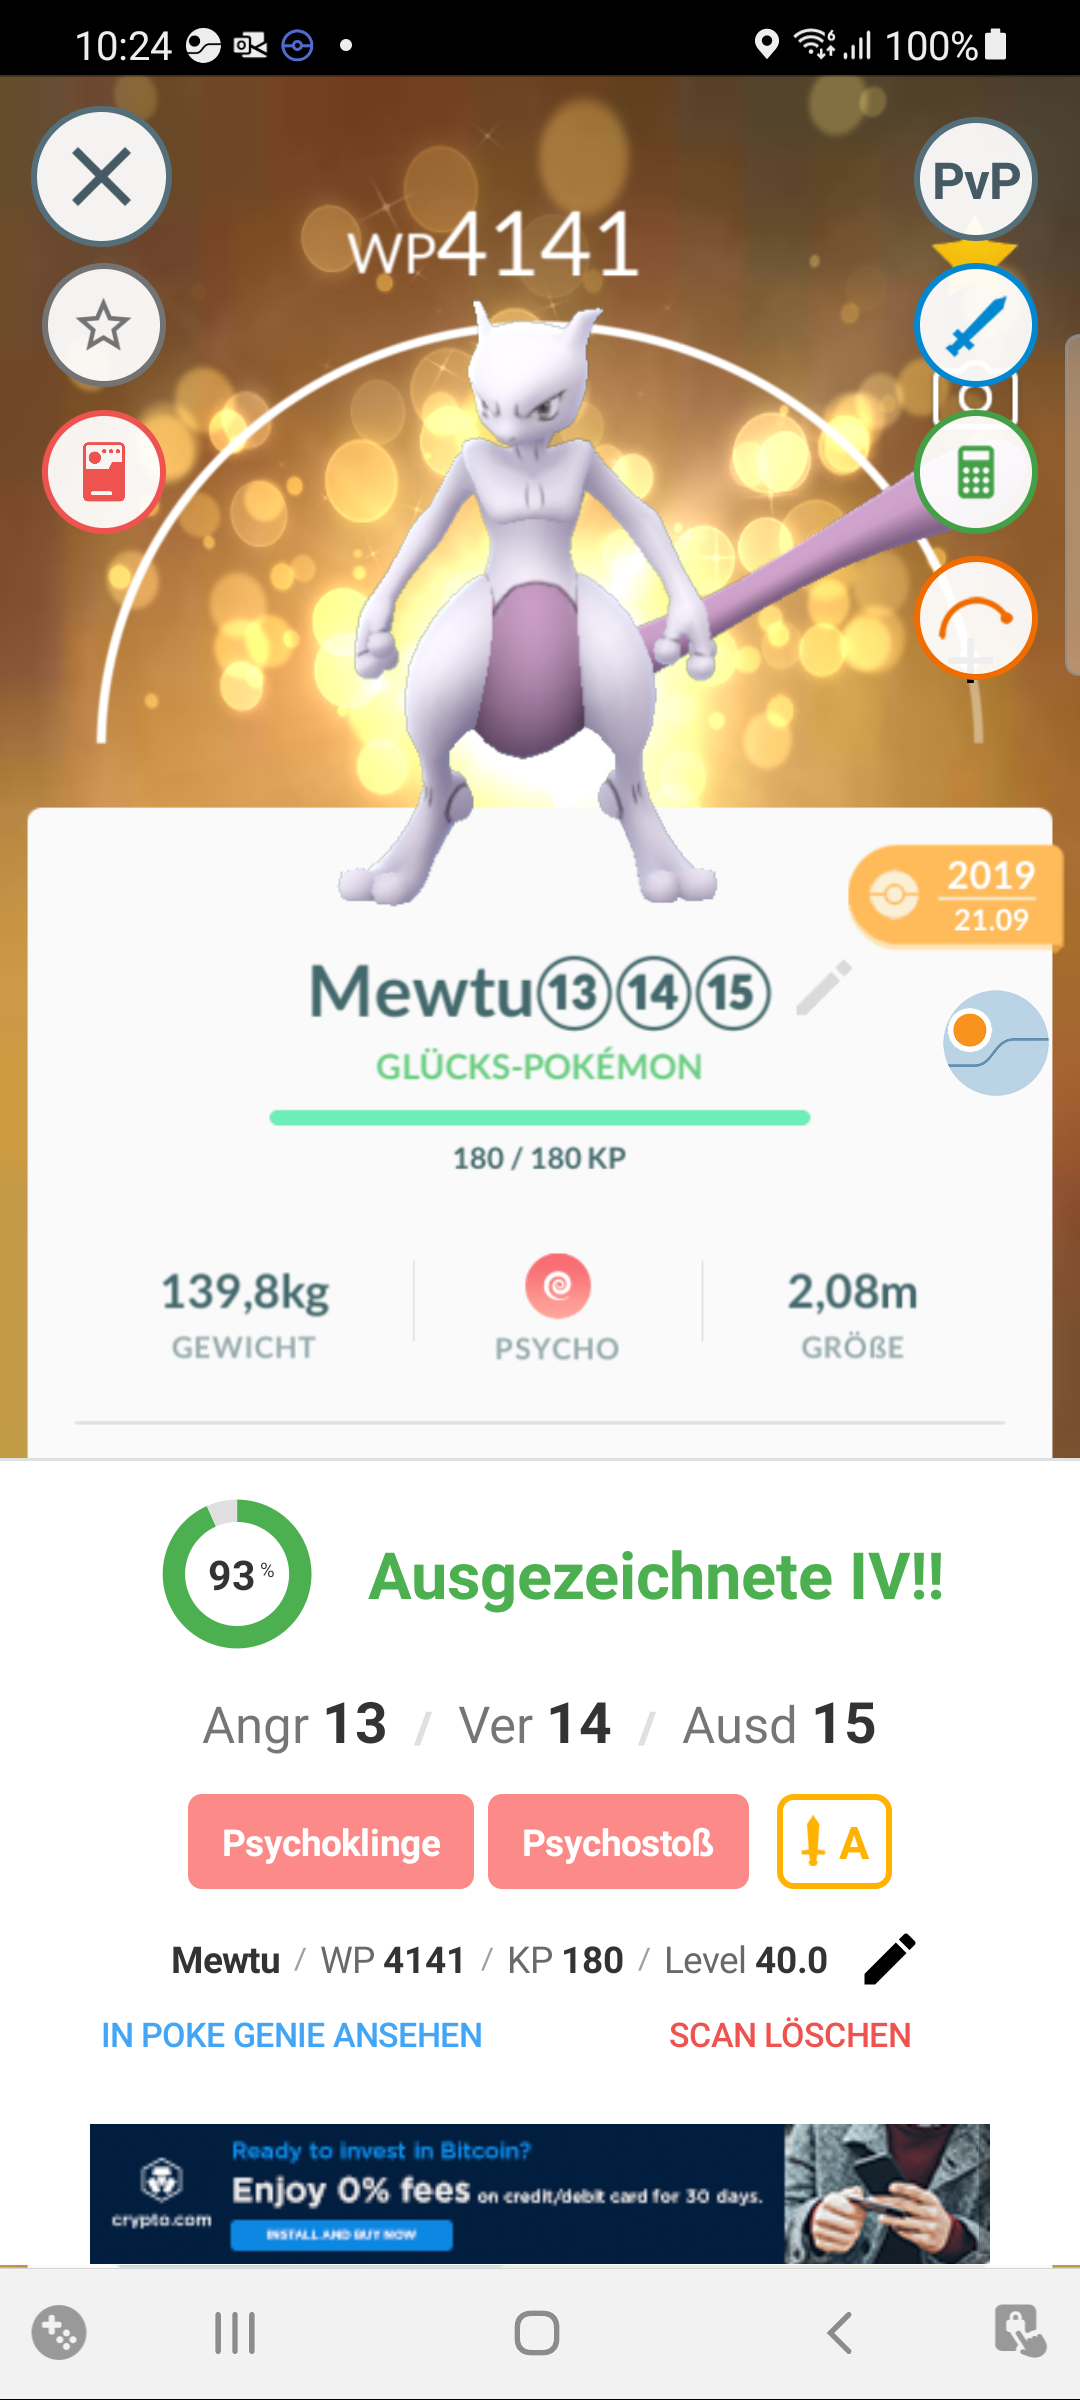 10:24
100%
PvP
WP4141
2019
21.09
Mewtu⑬⑭⑮
GLÜCKS-POKÉMON
180 / 180 KP
139,8kg
GEWICHT
PSYCHO
2,08m
GRÖßE
93 %
Ausgezeichnete IV!!
Angr 13 / Ver 14 / Ausd 15
Psychoklinge
Psychostoß
A
Mewtu / WP 4141 / KP 180 / Level 40.0
IN POKE GENIE ANSEHEN
SCAN LÖSCHEN
Ready to invest in Bitcoin?
Enjoy 0% fees on credit/debit card for 30 days.
crypto.com
INSTALL AND BUY NOW